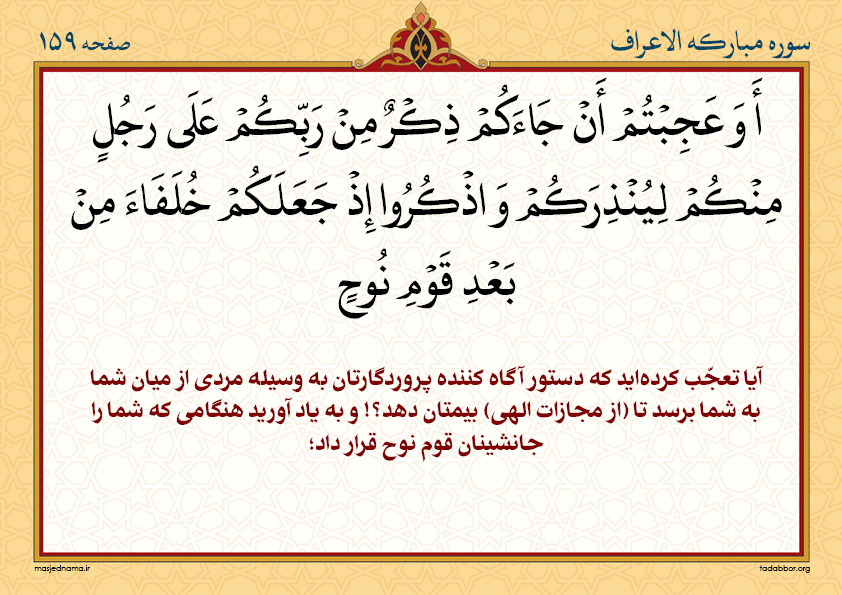 سوره مبارکه الاعراف
صفحه ۱۵۹
أَ وَ عَجِبْتُمْ أَنْ جَاءَكُمْ ذِكْرٌ مِنْ رَبِّكُمْ عَلَى رَجُلٍ
مِنْكُمْ لِيُنْذِرَكُمْ وَ اذْكُرُوا إِذْ جَعَلَكُمْ خُلَفَاءَ مِنْ
بَعْدِ قَوْمِ نُوحٍ
آیا تعجّب کرده‌اید که دستور آگاه کننده پروردگارتان به وسیله مردی از میان شما
به شما برسد تا (از مجازات الهی) بیمتان دهد؟! و به یاد آورید هنگامی که شما را
جانشینان قوم نوح قرار داد؛
masjednama.ir
tadabbor.org